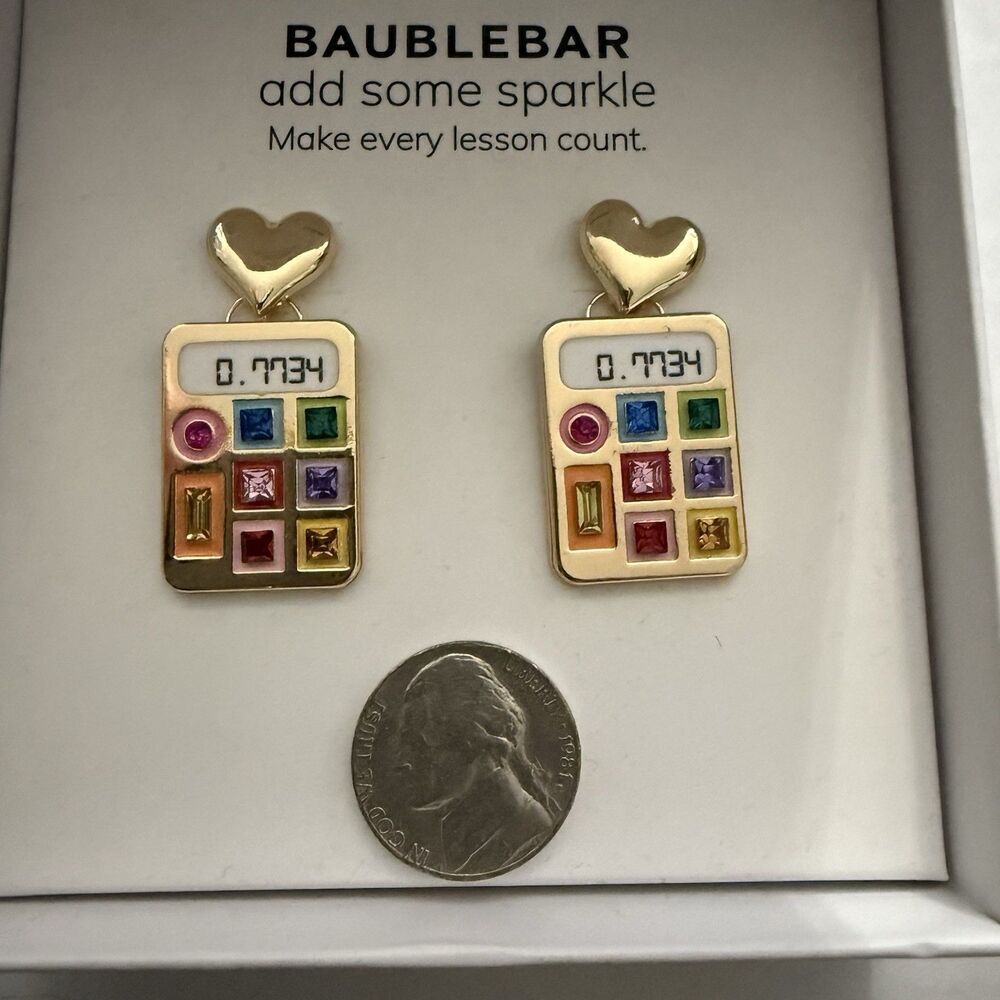 BAUBLEBAR
add some sparkle
Make every lesson count.
0.7734
0.7734
IN GOD WE TRUST
LIBERTY
1981